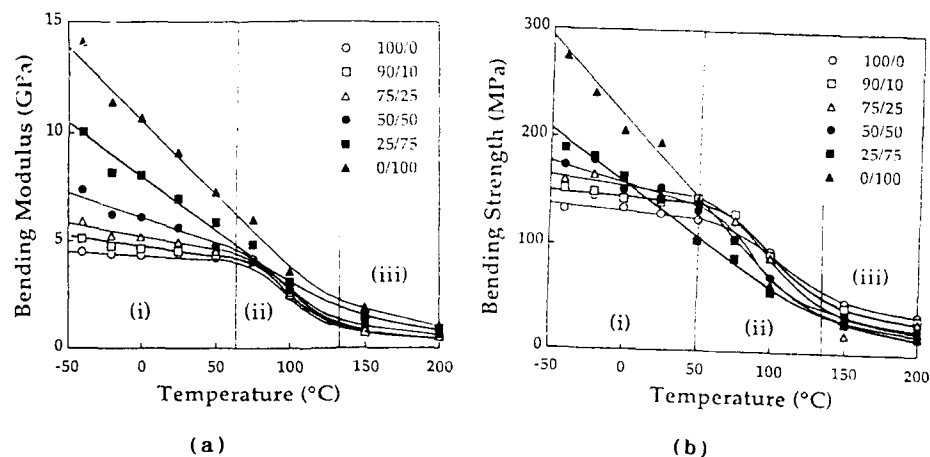 Bending Modulus (GPa)
15
10
5
0
100/0
90/10
75/25
50/50
25/75
0/100
(i)
(ii)
(iii)
-50 0 50 100 150 200
Temperature (°C)
(a)
Bending Strength (MPa)
300
200
100
0
100/0
90/10
75/25
50/50
25/75
0/100
(i)
(ii)
(iii)
-50 0 50 100 150 200
Temperature (°C)
(b)